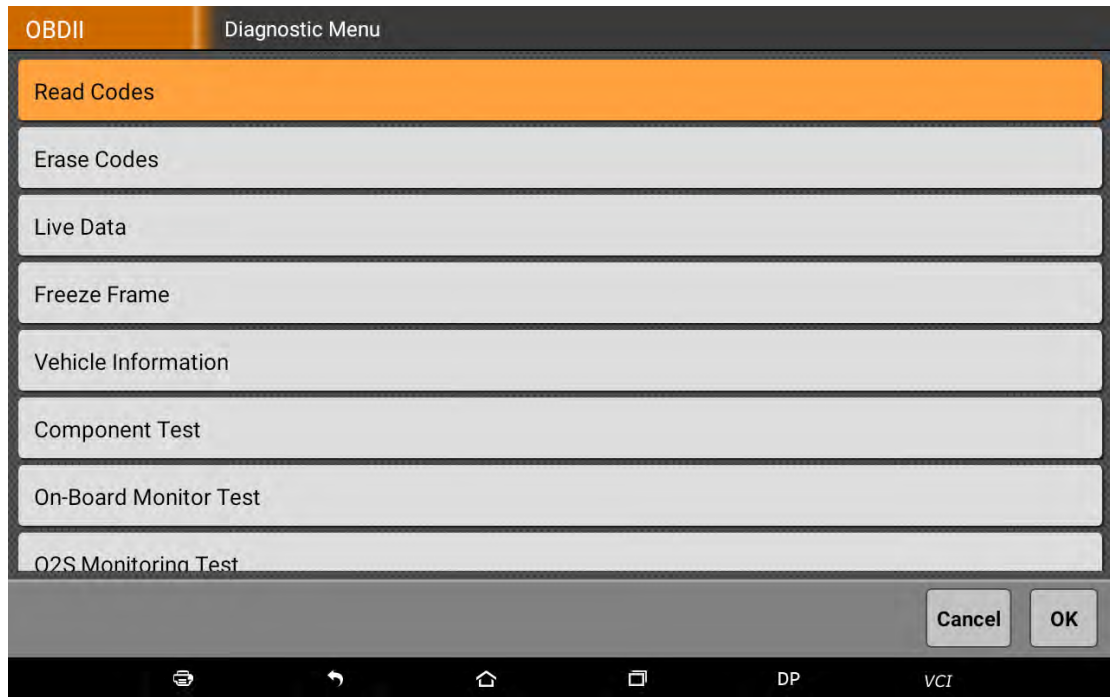 OBDII
Diagnostic Menu
Read Codes
Erase Codes
Live Data
Freeze Frame
Vehicle Information
Component Test
On-Board Monitor Test
O2S Monitoring Test
Cancel
OK
DP
VCI